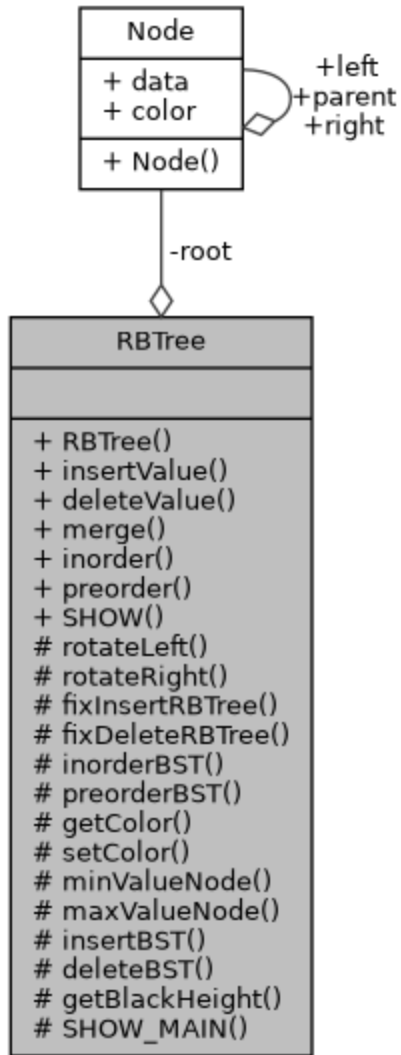 Node
+ data
+ color
+ Node()
+left
+parent
+right
-root
RBTree
+ RBTree()
+ insertValue()
+ deleteValue()
+ merge()
+ inorder()
+ preorder()
+ SHOW()
# rotateLeft()
# rotateRight()
# fixInsertRBTree()
# fixDeleteRBTree()
# inorderBST()
# preorderBST()
# getColor()
# setColor()
# minValueNode()
# maxValueNode()
# insertBST()
# deleteBST()
# getBlackHeight()
# SHOW_MAIN()